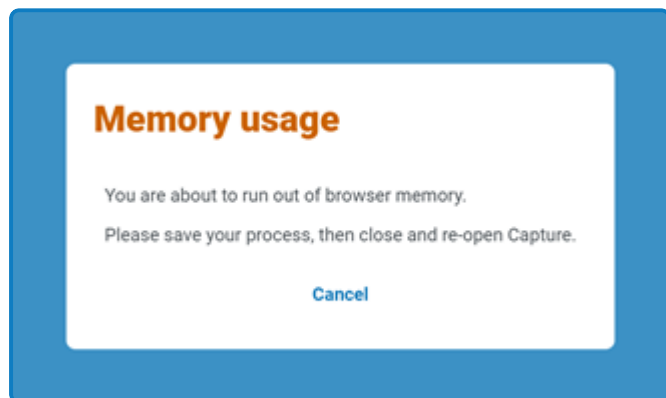 Memory usage
You are about to run out of browser memory.
Please save your process, then close and re-open Capture.
Cancel